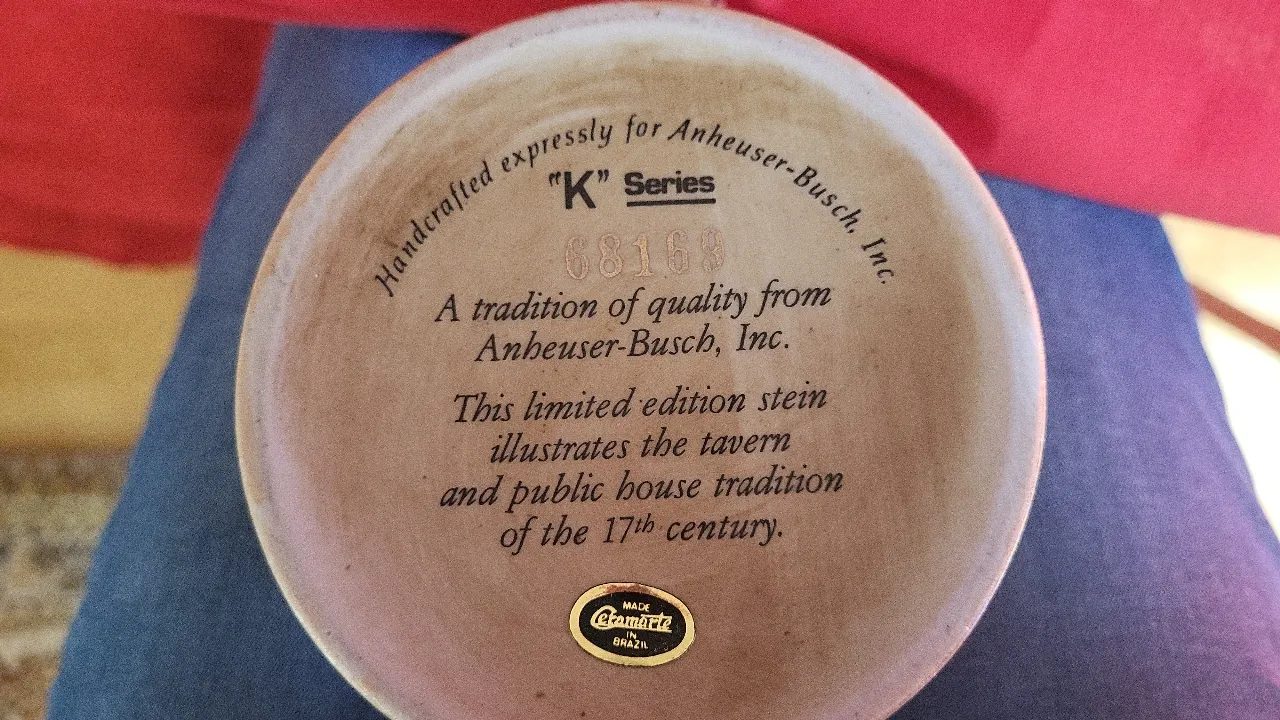 Handcrafted expressly for Anheuser-Busch, Inc.
"K" Series
68169
A tradition of quality from
Anheuser-Busch, Inc.
This limited edition stein
illustrates the tavern
and public house tradition
of the 17th century.
MADE
Ceramarte
IN
BRAZIL